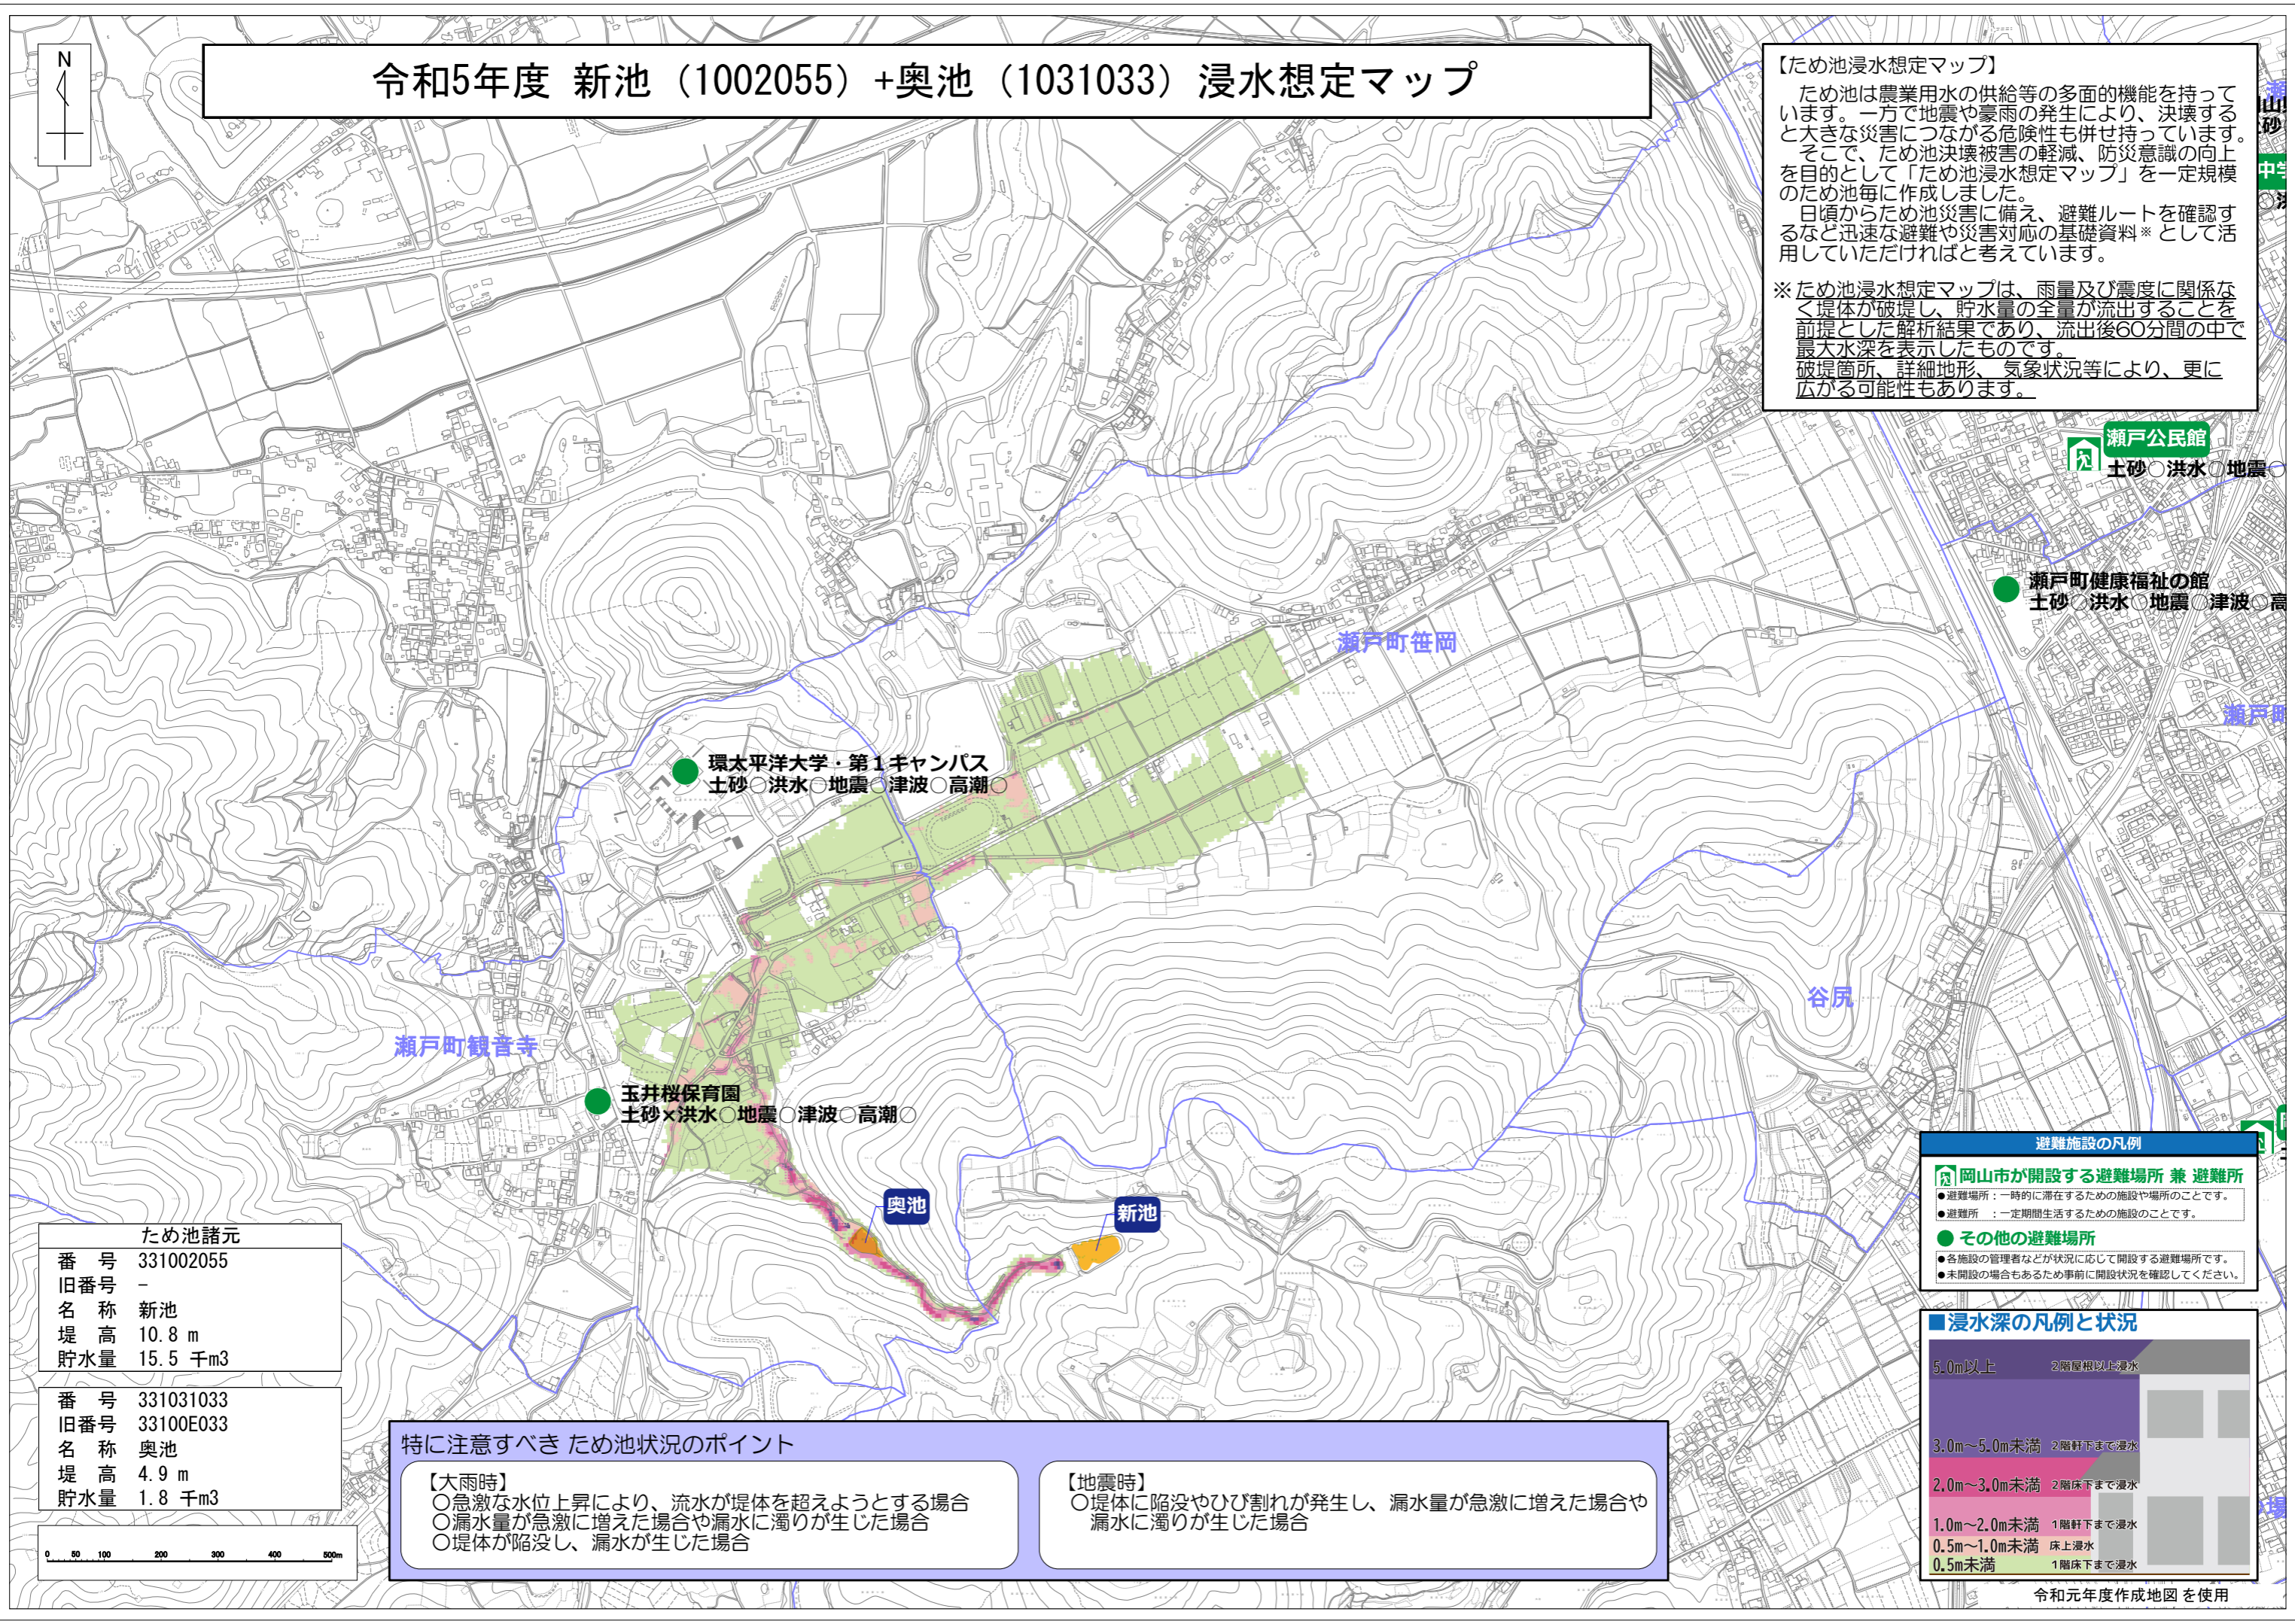 N
令和5年度 新池（1002055）+奥池（1031033）浸水想定マップ
【ため池浸水想定マップ】
ため池は農業用水の供給等の多面的機能を持って
います。一方で地震や豪雨の発生により、決壊する
と大きな災害につながる危険性も併せ持っています。
そこで、ため池決壊被害の軽減、防災意識の向上
を目的として「ため池浸水想定マップ」を一定規模
のため池毎に作成しました。
日頃からため池災害に備え、避難ルートを確認す
るなど迅速な避難や災害対応の基礎資料※として活
用していただければと考えています。
※ため池浸水想定マップは、雨量及び震度に関係な
く堤体が破堤し、貯水量の全量が流出することを
前提とした解析結果であり、流出後60分間の中で
最大水深を表示したものです。
破堤箇所、詳細地形、気象状況等により、更に
広がる可能性もあります。
瀬
山
砂
中学
瀬戸公民館
土砂○洪水○地震○
瀬戸町健康福祉の館
土砂○洪水○地震○津波○高
瀬戸町笹岡
瀬戸町
環太平洋大学・第１キャンパス
土砂○洪水○地震○津波○高潮○
谷尻
瀬戸町観音寺
玉井桜保育園
土砂×洪水○地震○津波○高潮○
奥池
新池
ため池諸元
番 号 331002055
旧番号 -
名 称 新池
堤 高 10.8 m
貯水量 15.5 千m3
番 号 331031033
旧番号 33100E033
名 称 奥池
堤 高 4.9 m
貯水量 1.8 千m3
0 50 100 200 300 400 500m
特に注意すべき ため池状況のポイント
【大雨時】
○急激な水位上昇により、流水が堤体を超えようとする場合
○漏水量が急激に増えた場合や漏水に濁りが生じた場合
○堤体が陥没し、漏水が生じた場合
【地震時】
○堤体に陥没やひび割れが発生し、漏水量が急激に増えた場合や
漏水に濁りが生じた場合
避難施設の凡例
岡山市が開設する避難場所 兼 避難所
●避難場所：一時的に滞在するための施設や場所のことです。
●避難所 ：一定期間生活するための施設のことです。
● その他の避難場所
●各施設の管理者などが状況に応じて開設する避難場所です。
●未開設の場合もあるため事前に開設状況を確認してください。
■浸水深の凡例と状況
5.0m以上 2階屋根以上浸水
3.0m～5.0m未満 2階軒下まで浸水
2.0m～3.0m未満 2階床下まで浸水
1.0m～2.0m未満 1階軒下まで浸水
0.5m～1.0m未満 床上浸水
0.5m未満 1階床下まで浸水
令和元年度作成地図を使用